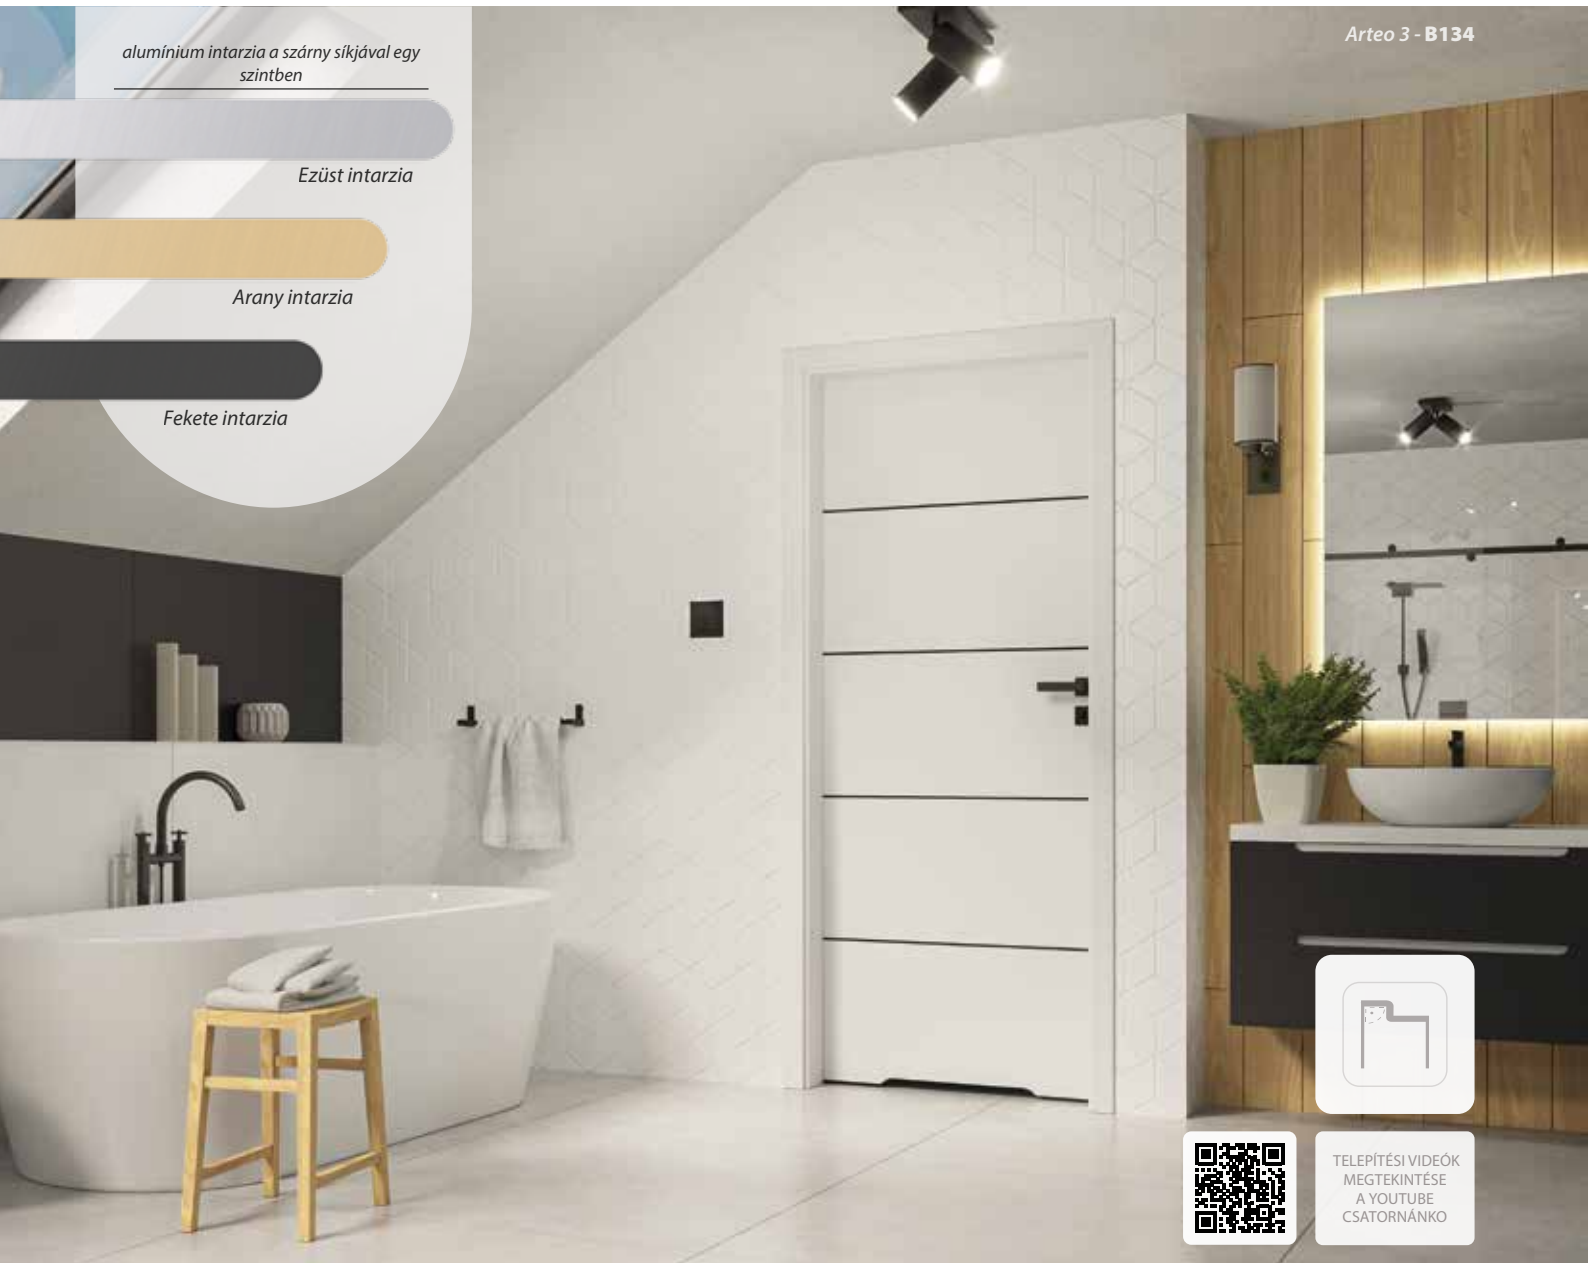 alumínium intarzia a szárny síkjával egy
szintben
Ezüst intarzia
Arany intarzia
Fekete intarzia
Arteo 3 - B134
TELEPÍTÉSI VIDEÓK
MEGTEKINTÉSE
A YOUTUBE
CSATORNÁNKO